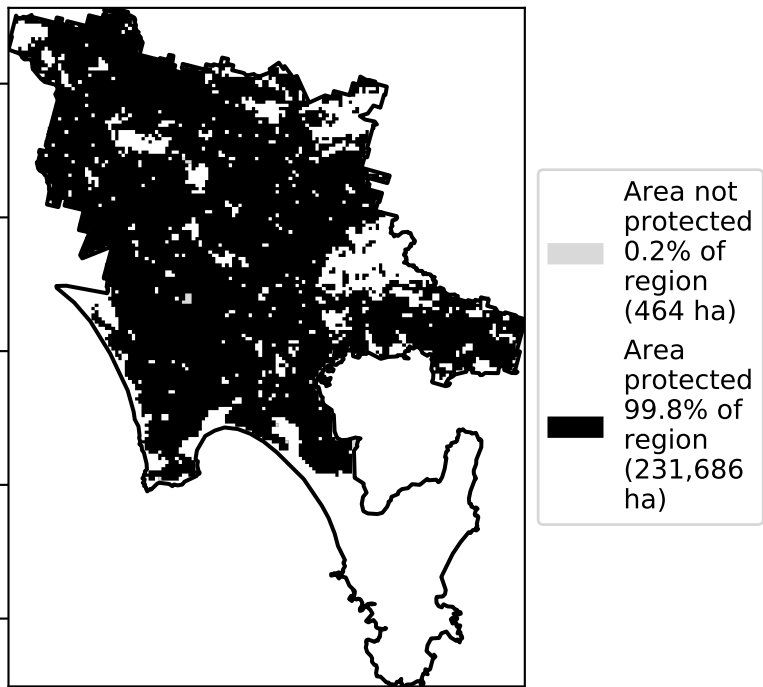 Area not
protected
0.2% of
region
(464 ha)
Area
protected
99.8% of
region
(231,686
ha)